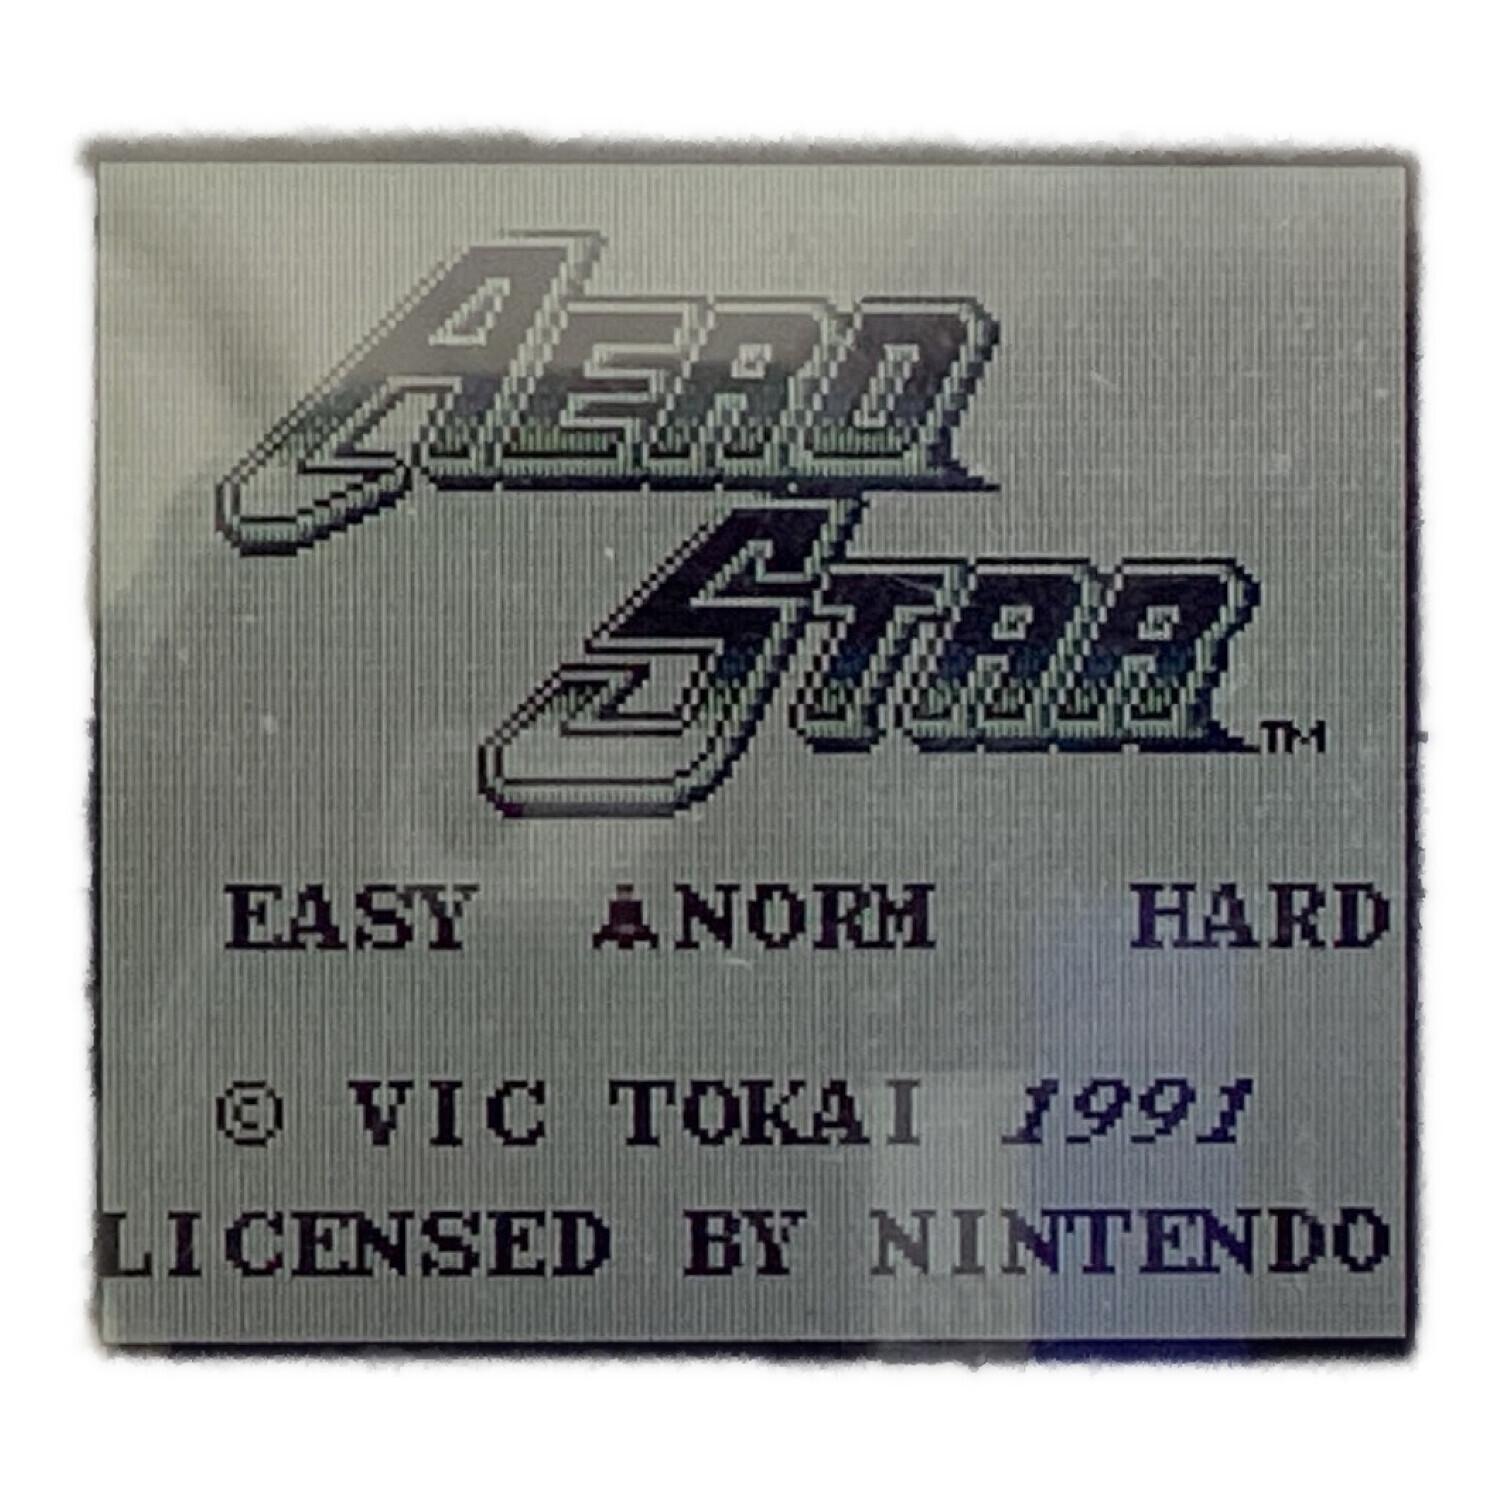 AERO
STAR™
EASY NORM HARD
© VIC TOKAI 1991
LICENSED BY NINTENDO